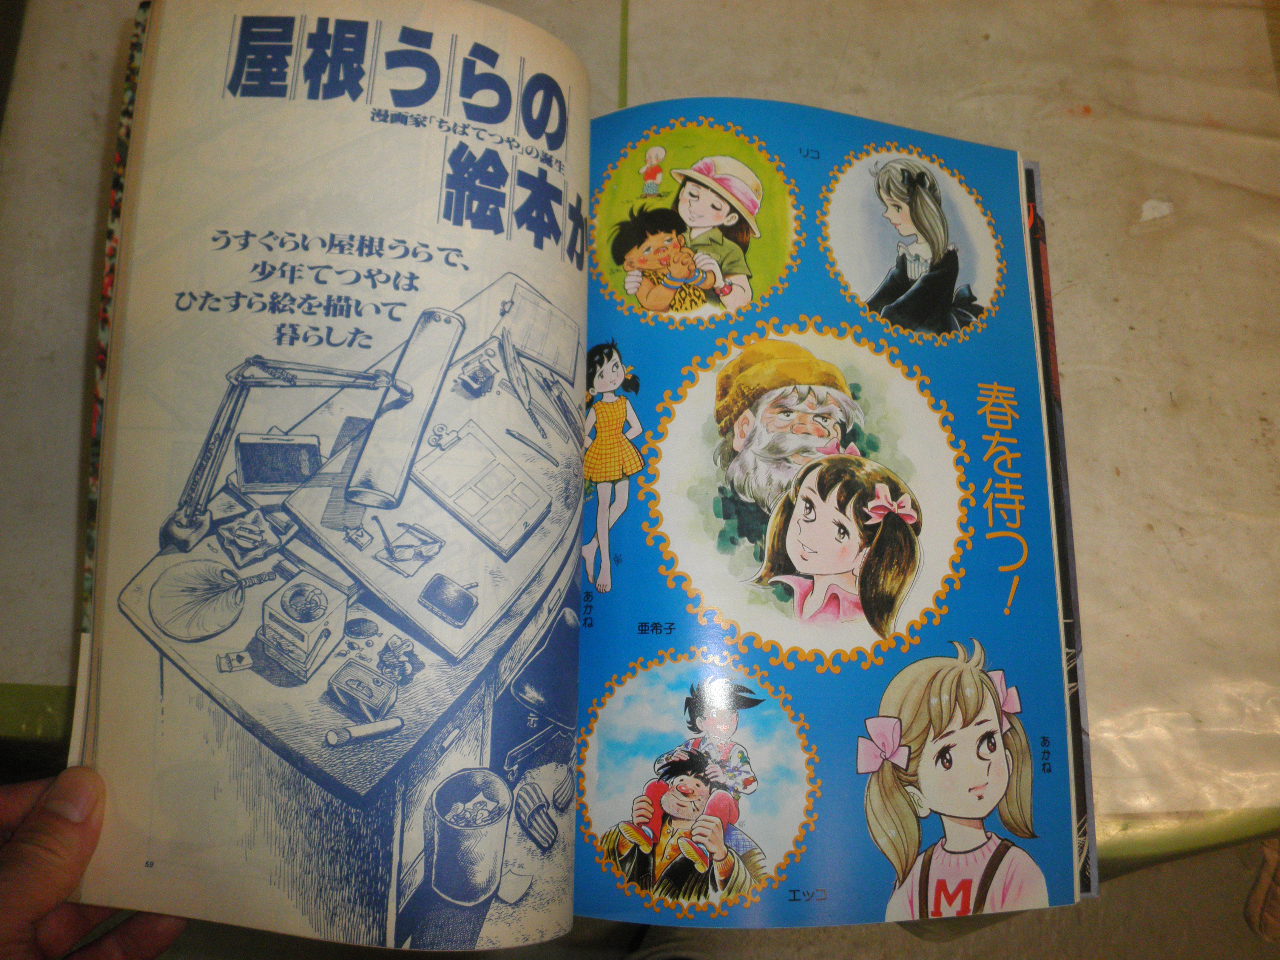 屋根うらの
漫画家「ちばてつや」の誕生
絵本か
うすぐらい屋根うらで、
少年てつやは
ひたすら絵を描いて
暮らした
59
リコ
春を待つ!
あかね
亜希子
あかね
M
エツコ